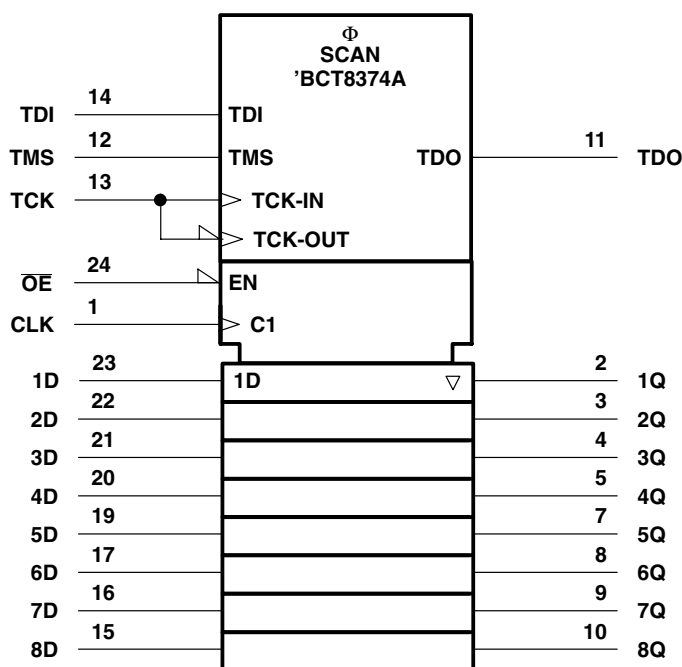 Φ
SCAN
'BCT8374A
TDI 14 TDI
TMS 12 TMS TDO 11 TDO
TCK 13 TCK-IN
TCK-OUT
OE 24 EN
CLK 1 C1
1D 23 1D 2 1Q
2D 22 3 2Q
3D 21 4 3Q
4D 20 5 4Q
5D 19 7 5Q
6D 17 8 6Q
7D 16 9 7Q
8D 15 10 8Q